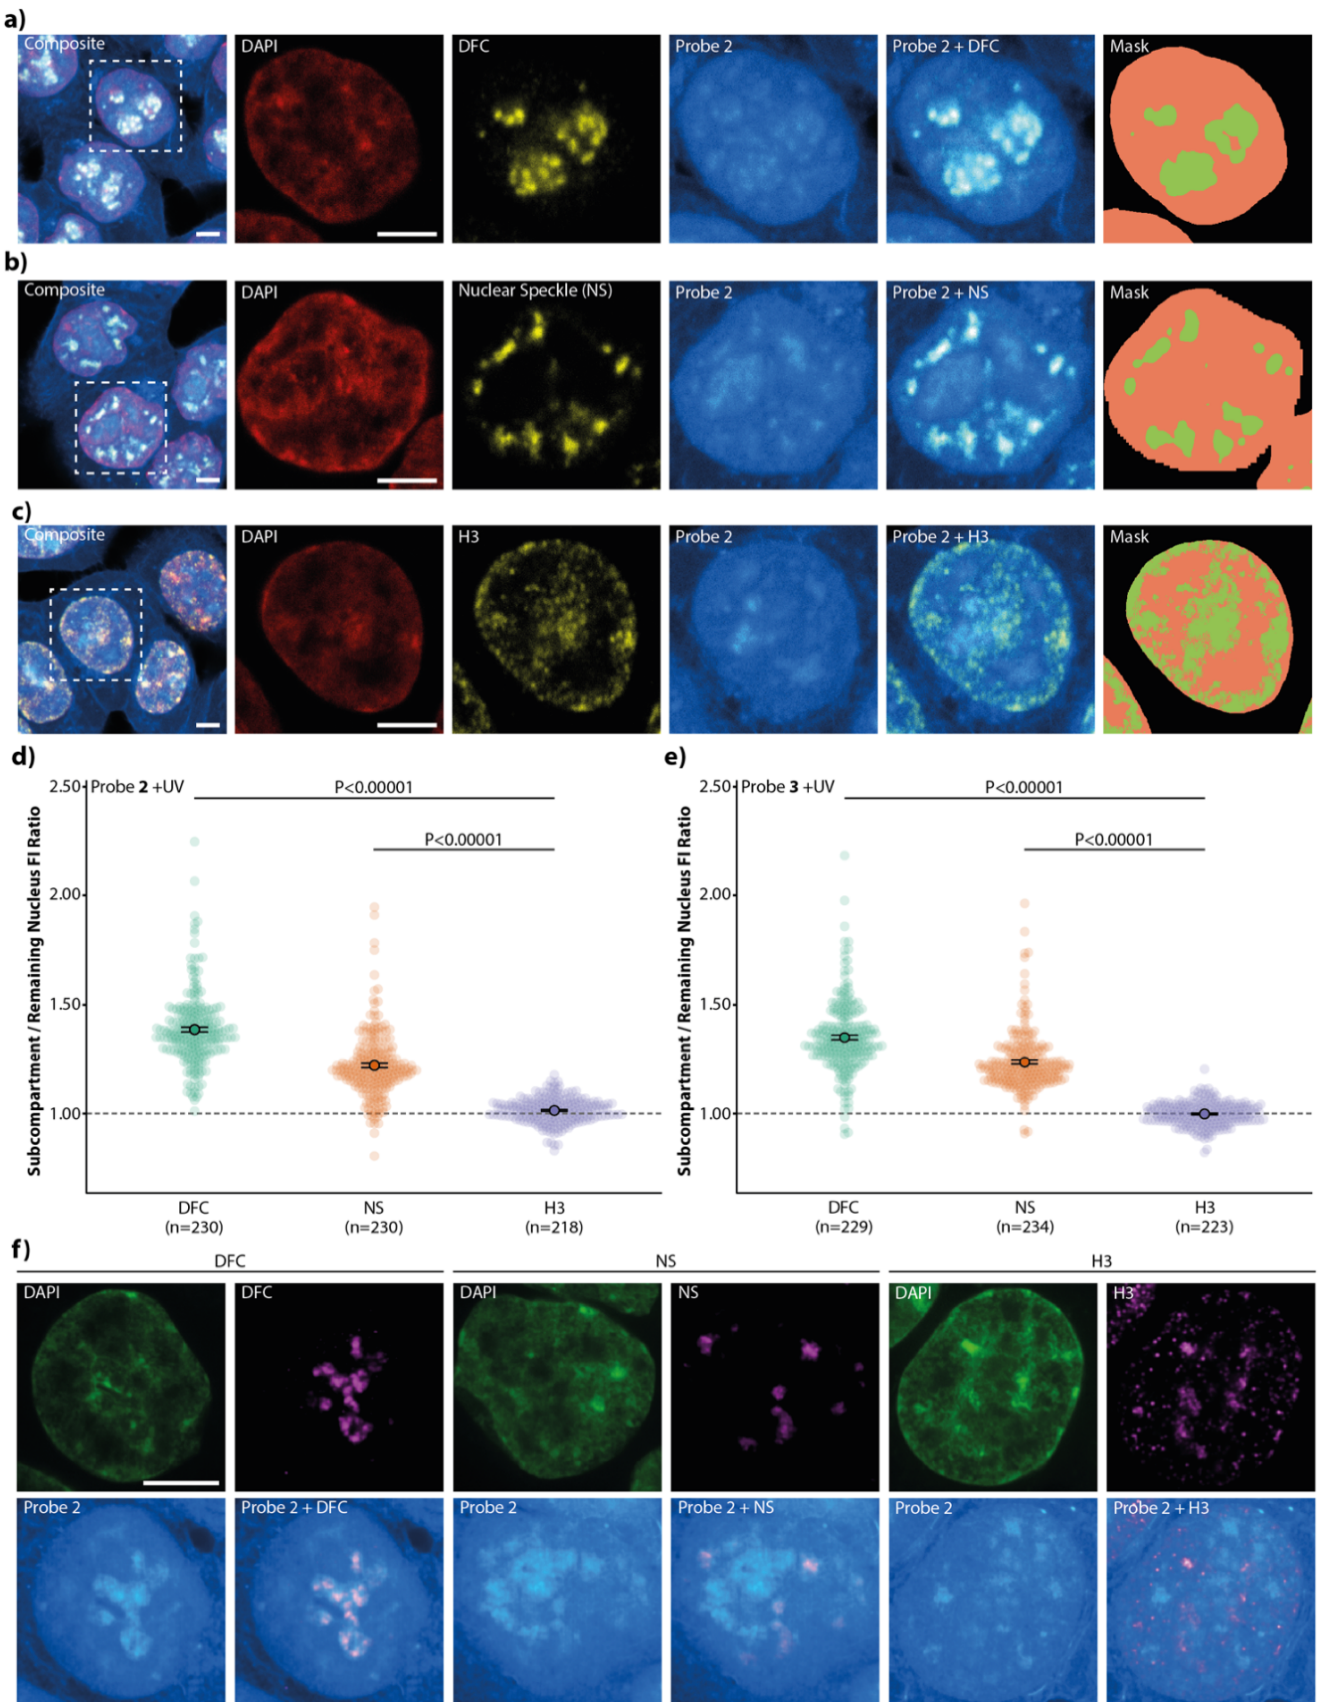 a)
Composite
DAPI
DFC
Probe 2
Probe 2 + DFC
Mask
b)
Composite
DAPI
Nuclear Speckle (NS)
Probe 2
Probe 2 + NS
Mask
c)
Composite
DAPI
H3
Probe 2
Probe 2 + H3
Mask
d)
Probe 2 +UV
P<0.00001
P<0.00001
Subcompartment / Remaining Nucleus FI Ratio
2.50
2.00
1.50
1.00
DFC
(n=230)
NS
(n=230)
H3
(n=218)
e)
Probe 3 +UV
P<0.00001
P<0.00001
Subcompartment / Remaining Nucleus FI Ratio
2.50
2.00
1.50
1.00
DFC
(n=229)
NS
(n=234)
H3
(n=223)
f)
DFC
NS
H3
DAPI
DFC
DAPI
NS
DAPI
H3
Probe 2
Probe 2 + DFC
Probe 2
Probe 2 + NS
Probe 2
Probe 2 + H3